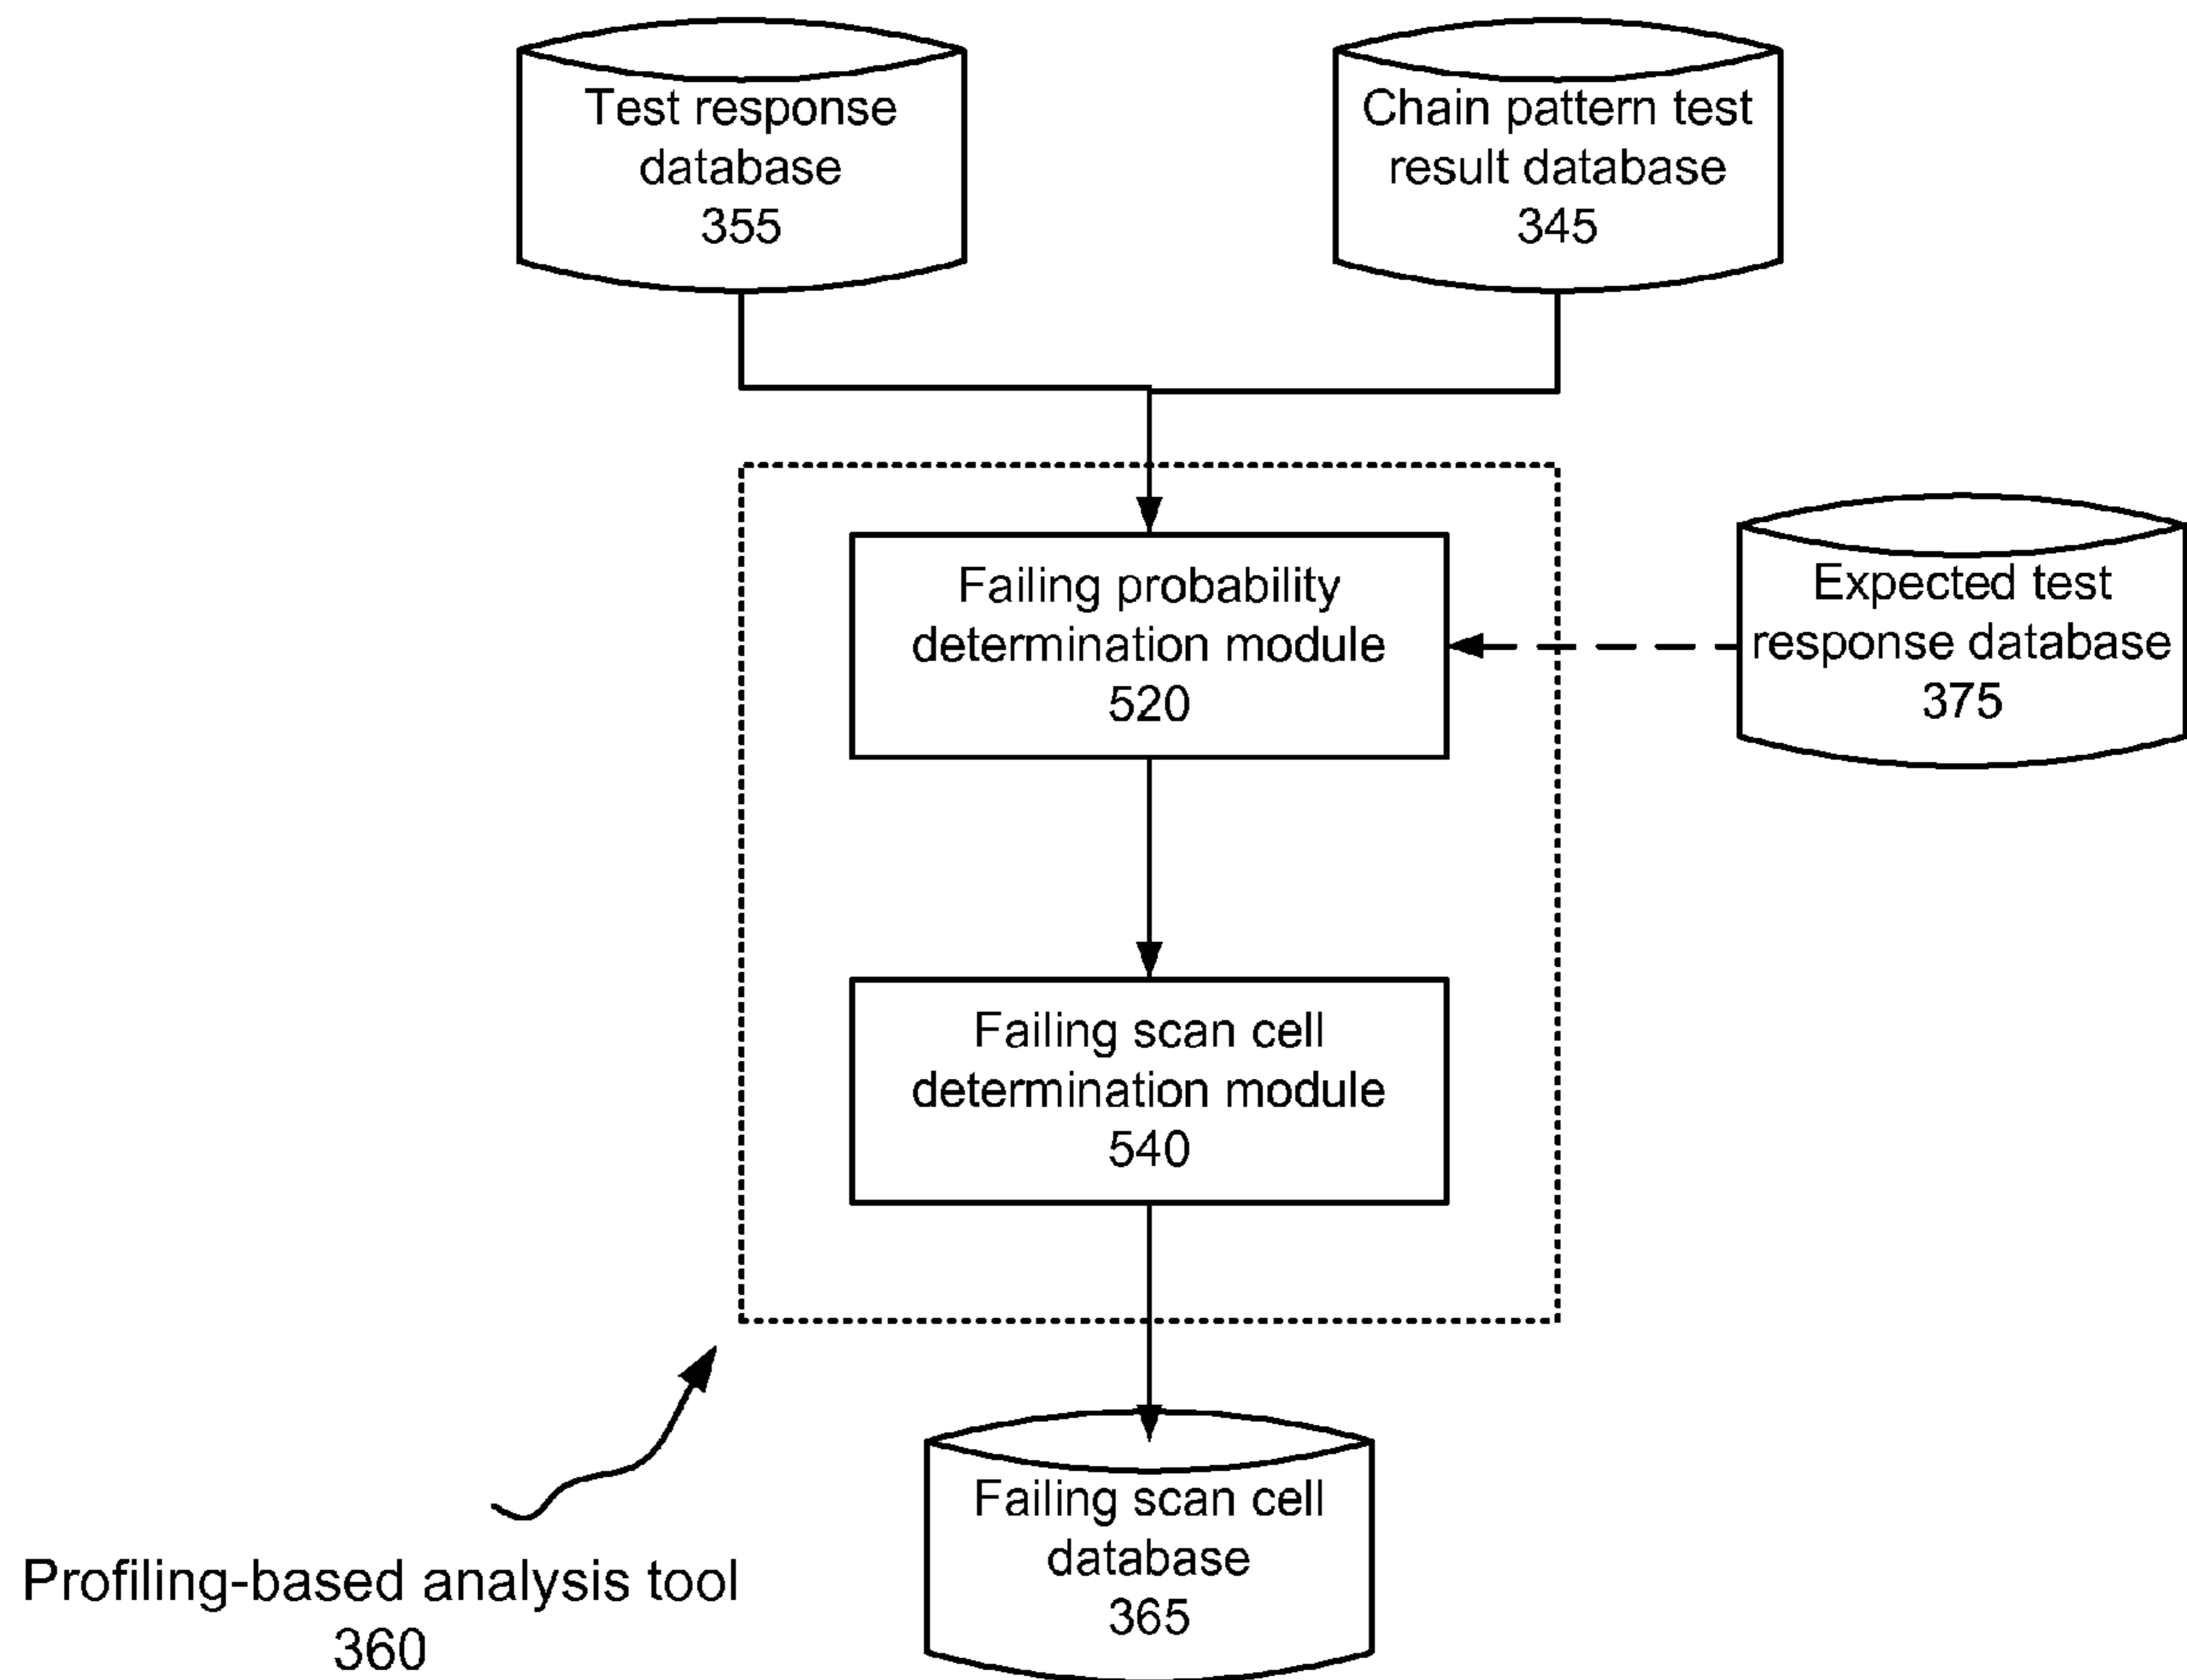 Test response
database
355
Chain pattern test
result database
345
Failing probability
determination module
520
Expected test
response database
375
Failing scan cell
determination module
540
Failing scan cell
database
365
Profiling-based analysis tool
360